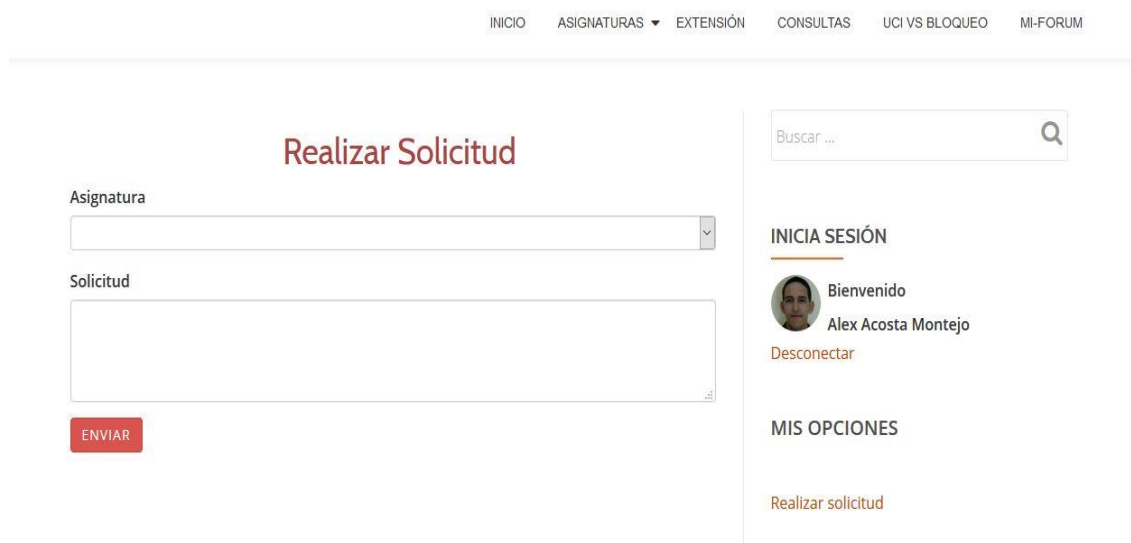 INICIO ASIGNATURAS EXTENSIÓN CONSULTAS UCI VS BLOQUEO MI-FORUM
Realizar Solicitud
Asignatura
Solicitud
ENVIAR
Buscar ...
INICIA SESIÓN
Bienvenido
Alex Acosta Montejo
Desconectar
MIS OPCIONES
Realizar solicitud